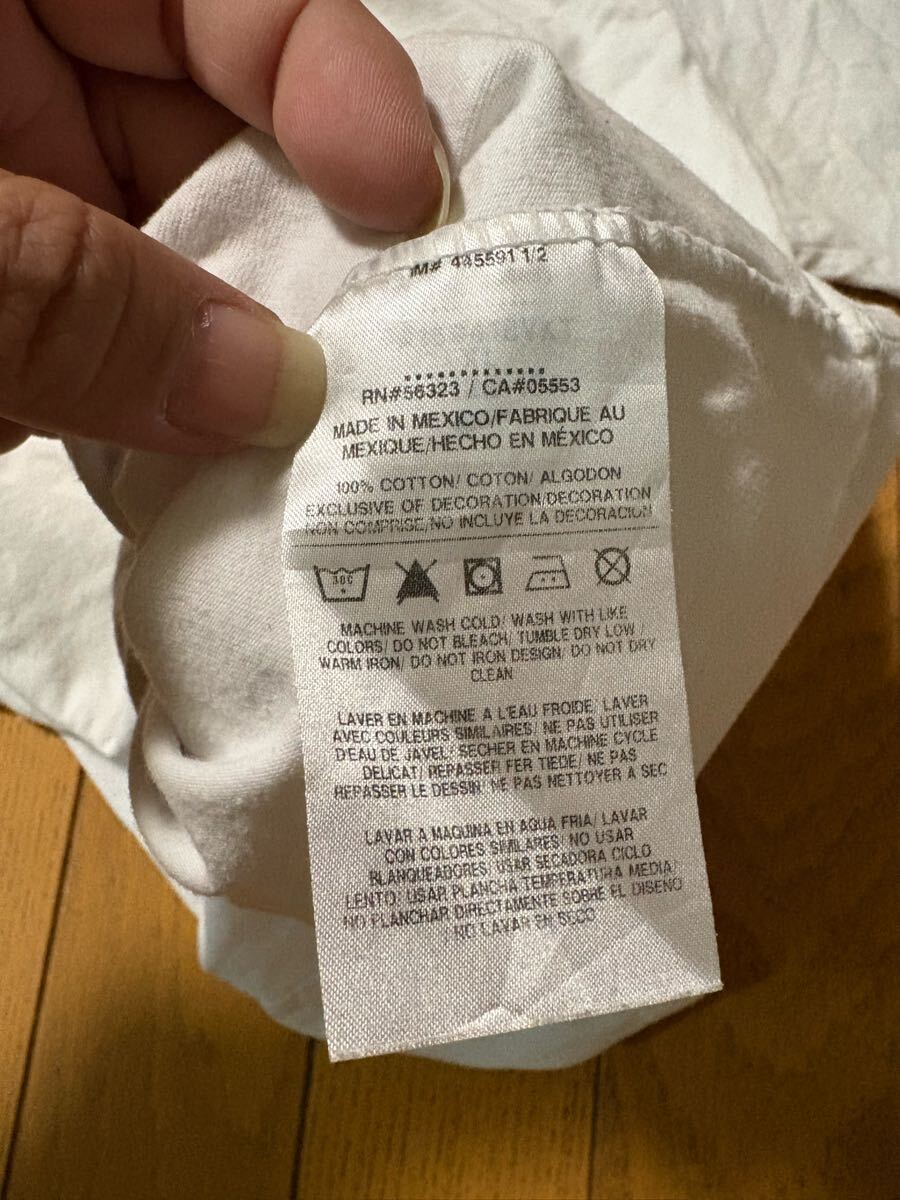 M# 445591 1/2
RN#56323 / CA#05553
MADE IN MEXICO/FABRIQUE AU
MEXIQUE/HECHO EN MÉXICO
100% COTTON/ COTON/ ALGODON
EXCLUSIVE OF DECORATION/DECORATION
NON COMPRISE/NO INCLUYE LA DECORACION
30C
MACHINE WASH COLD/ WASH WITH LIKE
COLORS/ DO NOT BLEACH/ TUMBLE DRY LOW/
WARM IRON/ DO NOT IRON DESIGN/ DO NOT DRY
CLEAN
LAVER EN MACHINE A L'EAU FROIDE/ LAVER
AVEC COULEURS SIMILAIRES/ NE PAS UTILISER
D'EAU DE JAVEL/ SECHER EN MACHINE CYCLE
DELICAT/ REPASSER FER TIEDE/ NE PAS
REPASSER LE DESSIN/ NE PAS NETTOYER A SEC
LAVAR A MAQUINA EN AGUA FRIA/ LAVAR
CON COLORES SIMILARES/ NO USAR
BLANQUEADORES/ USAR SECADORA CICLO
LENTO/ USAR PLANCHA TEMPERATURA MEDIA/
NO PLANCHAR DIRECTAMENTE SOBRE EL DISENO
NO LAVAR EN SECO